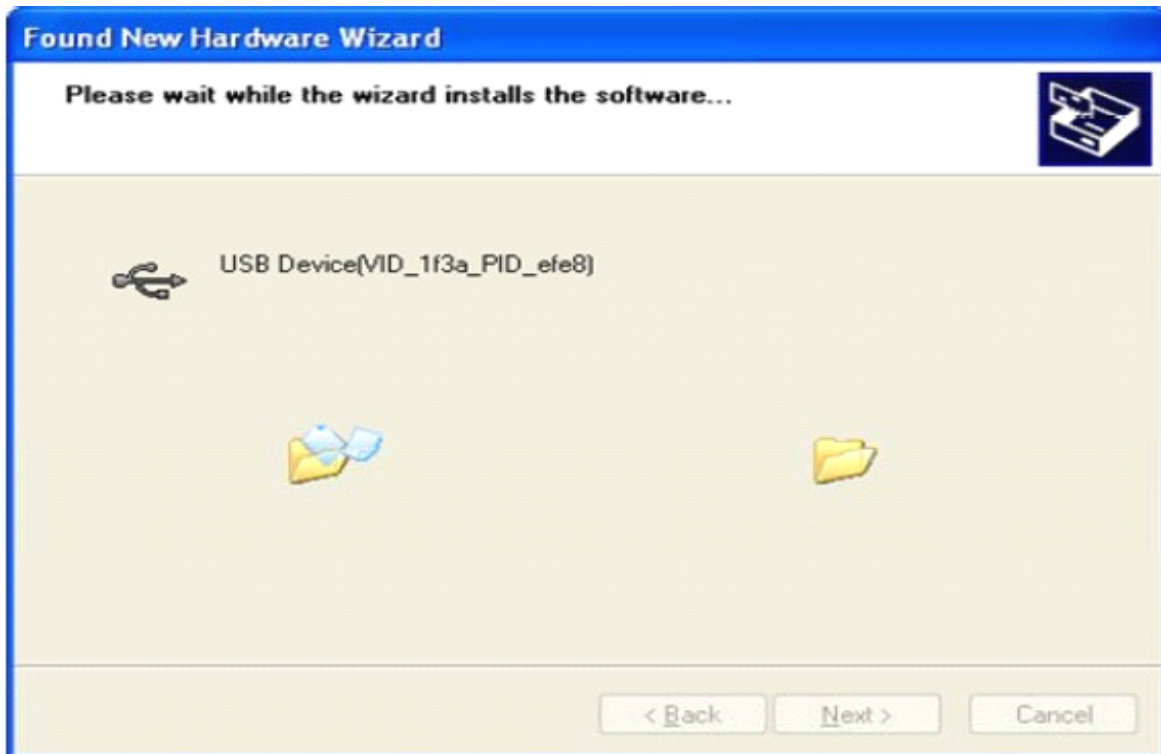 Found New Hardware Wizard
Please wait while the wizard installs the software...
USB Device(VID_1f3a_PID_efe8)
< Back
Next >
Cancel